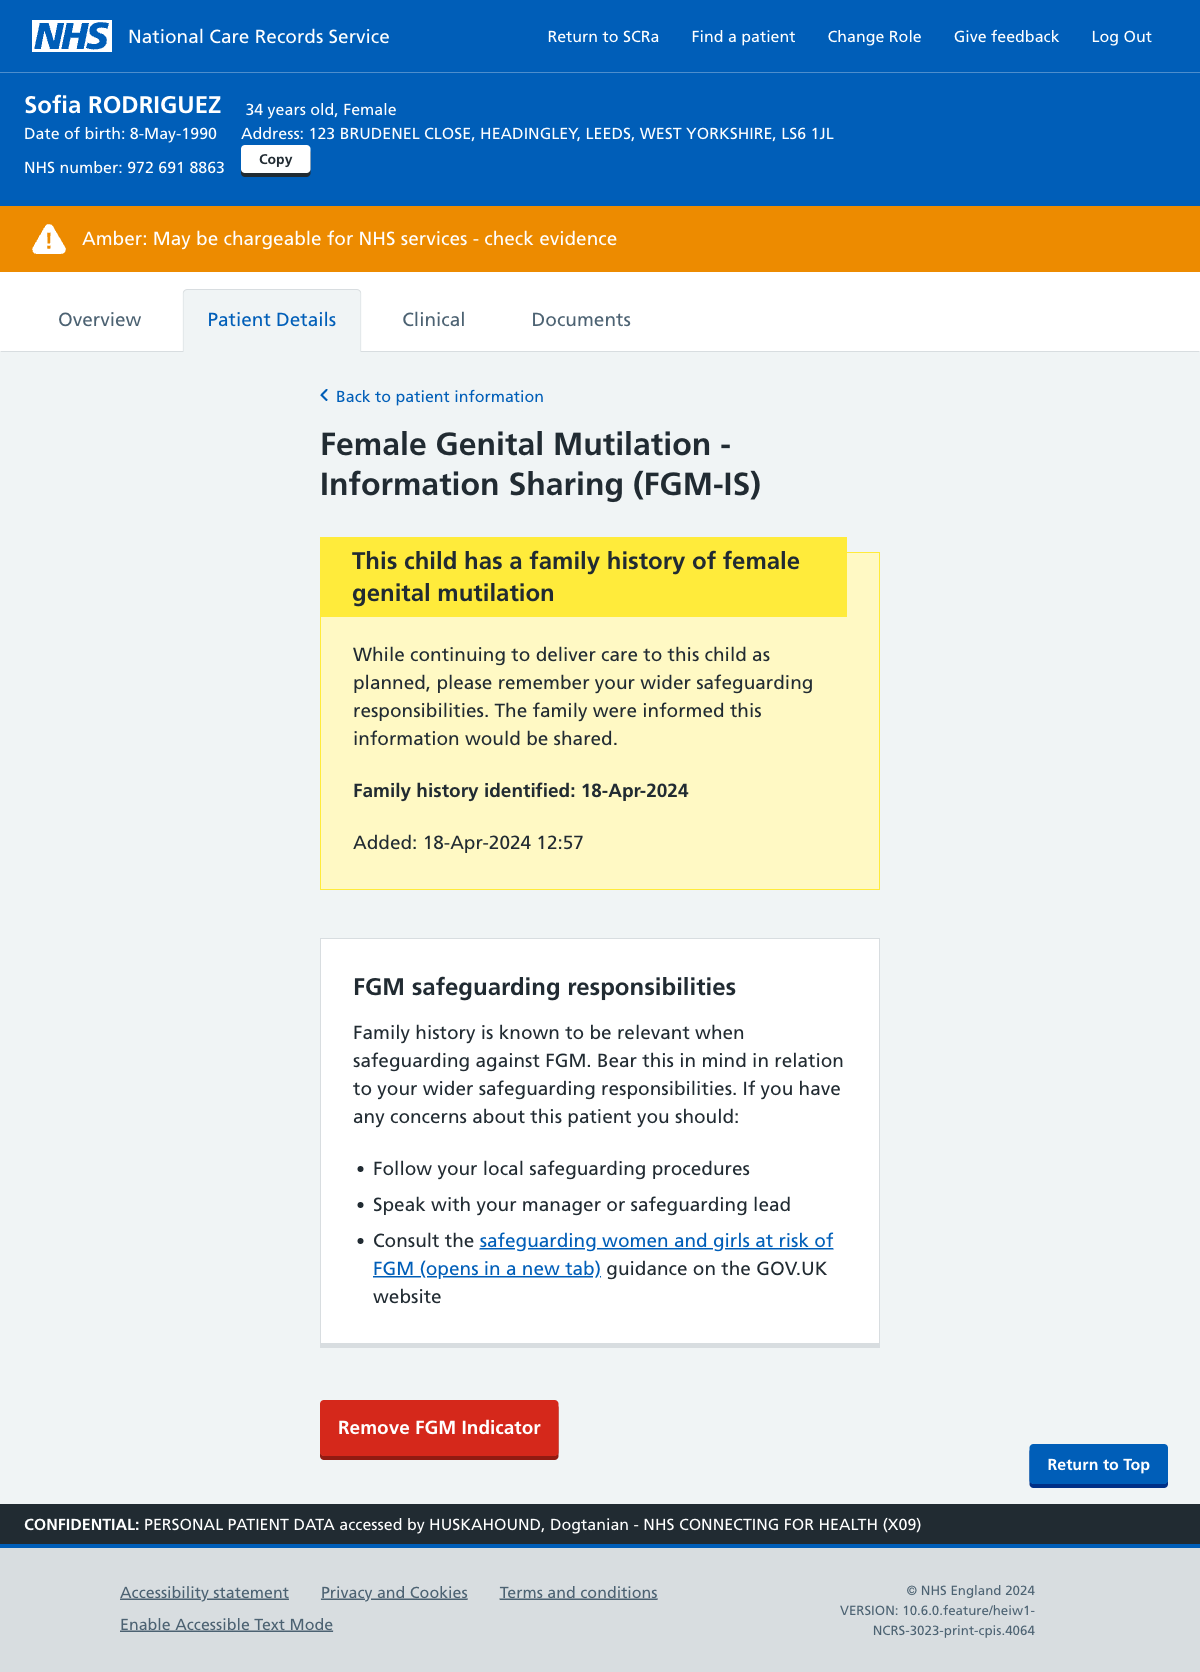 NHS National Care Records Service
Return to SCRa Find a patient Change Role Give feedback Log Out
Sofia RODRIGUEZ 34 years old, Female
Date of birth: 8-May-1990 Address: 123 BRUDENEL CLOSE, HEADINGLEY, LEEDS, WEST YORKSHIRE, LS6 1JL
NHS number: 972 691 8863 Copy
Amber: May be chargeable for NHS services - check evidence
Overview Patient Details Clinical Documents
Back to patient information
Female Genital Mutilation -
Information Sharing (FGM-IS)
This child has a family history of female
genital mutilation
While continuing to deliver care to this child as
planned, please remember your wider safeguarding
responsibilities. The family were informed this
information would be shared.
Family history identified: 18-Apr-2024
Added: 18-Apr-2024 12:57
FGM safeguarding responsibilities
Family history is known to be relevant when
safeguarding against FGM. Bear this in mind in relation
to your wider safeguarding responsibilities. If you have
any concerns about this patient you should:
• Follow your local safeguarding procedures
• Speak with your manager or safeguarding lead
• Consult the safeguarding women and girls at risk of
FGM (opens in a new tab) guidance on the GOV.UK
website
Remove FGM Indicator
Return to Top
CONFIDENTIAL: PERSONAL PATIENT DATA accessed by HUSKAHOUND, Dogtanian - NHS CONNECTING FOR HEALTH (X09)
Accessibility statement Privacy and Cookies Terms and conditions
Enable Accessible Text Mode
© NHS England 2024
VERSION: 10.6.0.feature/heiw1-
NCRS-3023-print-cpis.4064